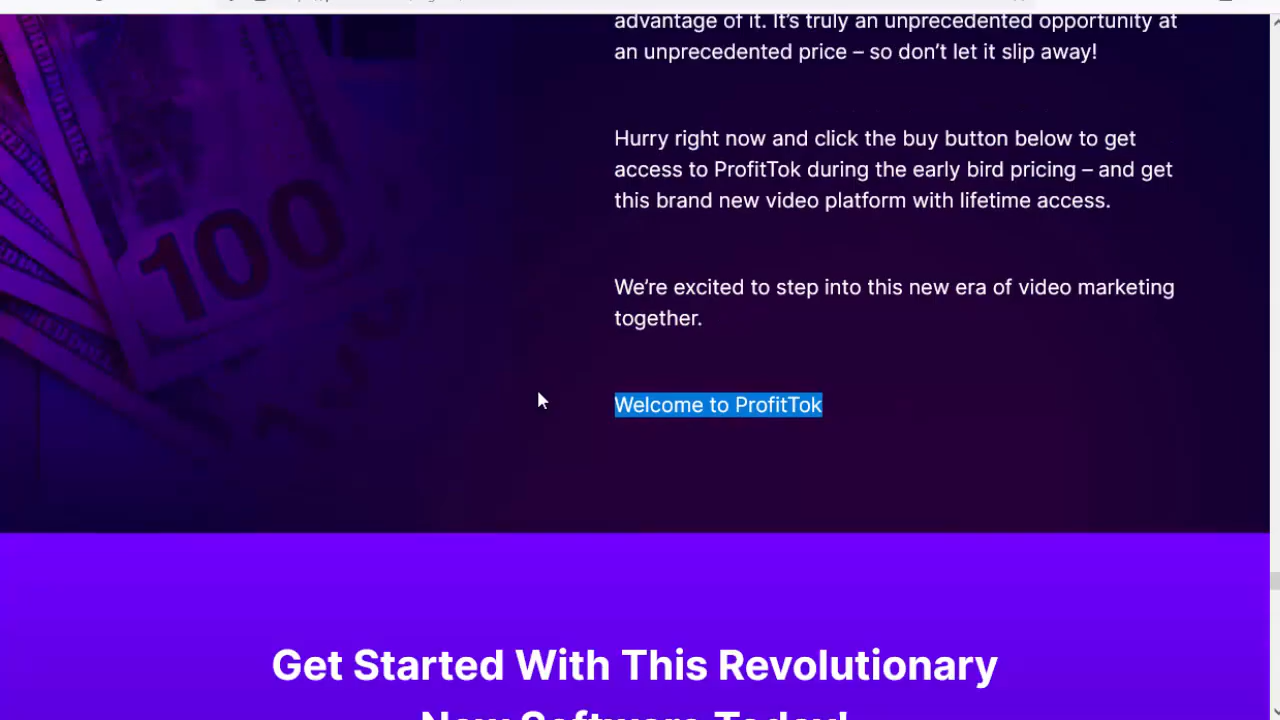 advantage of it. It's truly an unprecedented opportunity at
an unprecedented price – so don't let it slip away!
Hurry right now and click the buy button below to get
access to ProfitTok during the early bird pricing – and get
this brand new video platform with lifetime access.
We're excited to step into this new era of video marketing
together.
Welcome to ProfitTok
100
Get Started With This Revolutionary
New Software Today!